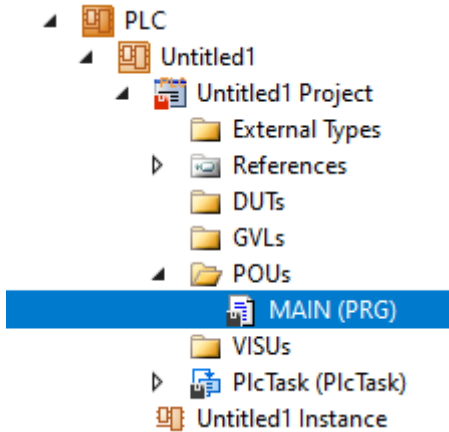 PLC
Untitled1
Untitled1 Project
External Types
References
DUTs
GVLs
POUs
MAIN (PRG)
VISUs
PlcTask (PlcTask)
Untitled1 Instance